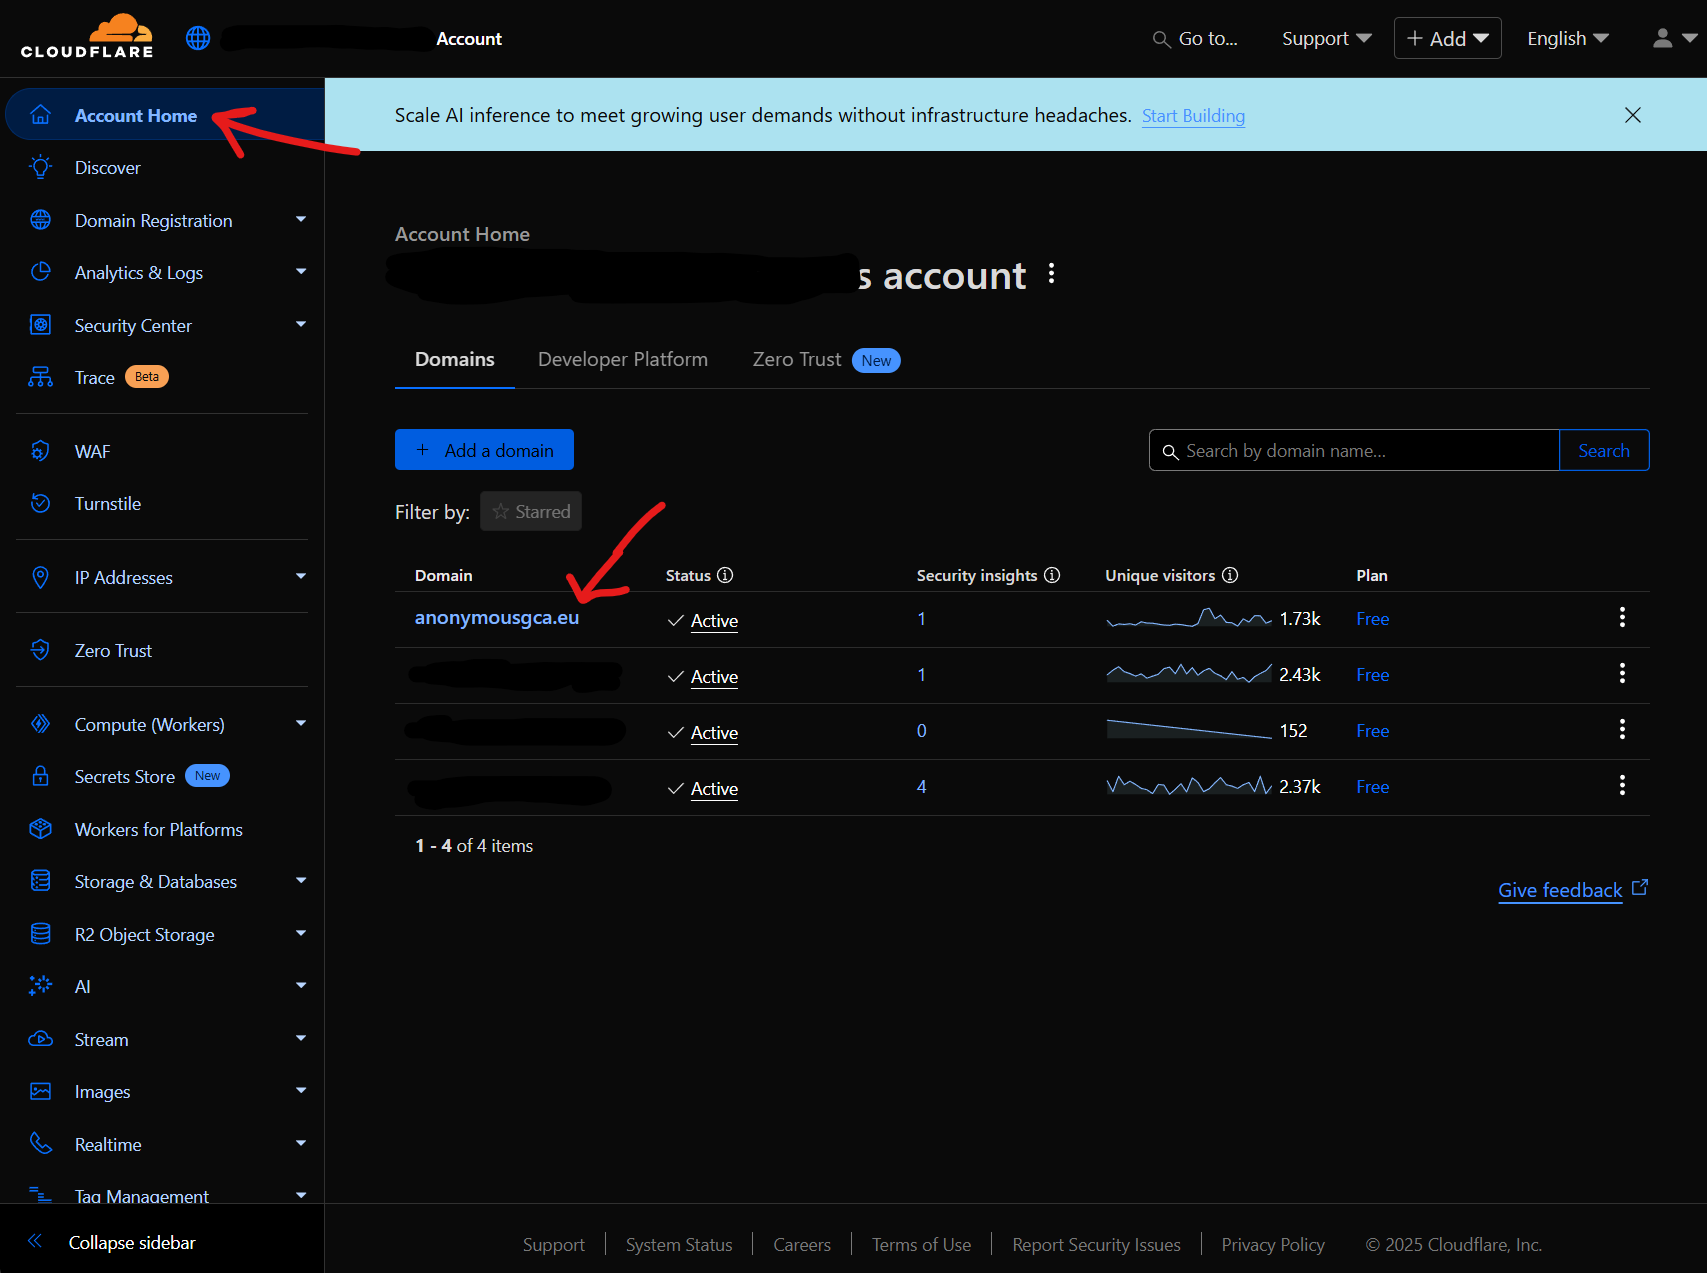 CLOUDFLARE
Account
Go to...
Support
+ Add
English
Account Home
Discover
Domain Registration
Analytics & Logs
Security Center
Trace Beta
WAF
Turnstile
IP Addresses
Zero Trust
Compute (Workers)
Secrets Store New
Workers for Platforms
Storage & Databases
R2 Object Storage
AI
Stream
Images
Realtime
Tag Management
Collapse sidebar
Scale AI inference to meet growing user demands without infrastructure headaches. Start Building
Account Home
s account
Domains Developer Platform Zero Trust New
+ Add a domain
Search by domain name... Search
Filter by: Starred
Domain Status Security insights Unique visitors Plan
anonymousgca.eu Active 1 1.73k Free
Active 1 2.43k Free
Active 0 152 Free
Active 4 2.37k Free
1 - 4 of 4 items
Give feedback
Support System Status Careers Terms of Use Report Security Issues Privacy Policy © 2025 Cloudflare, Inc.